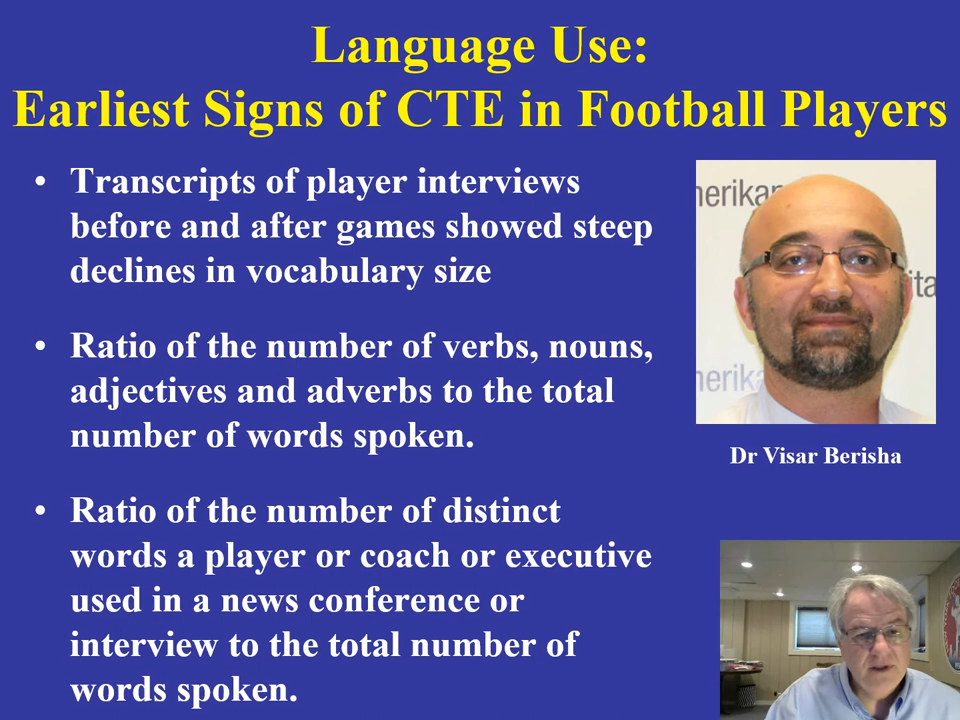 Language Use:
Earliest Signs of CTE in Football Players
• Transcripts of player interviews
before and after games showed steep
declines in vocabulary size
• Ratio of the number of verbs, nouns,
adjectives and adverbs to the total
number of words spoken.
• Ratio of the number of distinct
words a player or coach or executive
used in a news conference or
interview to the total number of
words spoken.
Dr Visar Berisha